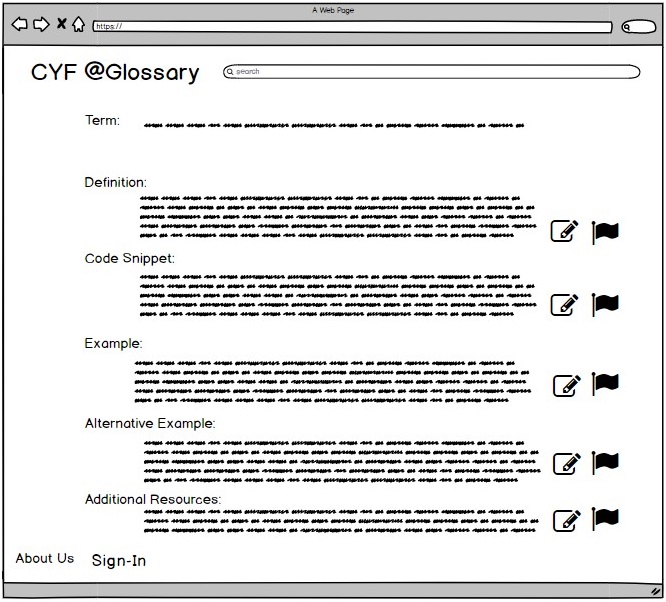 A Web Page
https://
CYF @Glossary
search
Term:
Definition:
Code Snippet:
Example:
Alternative Example:
Additional Resources:
About Us
Sign-In